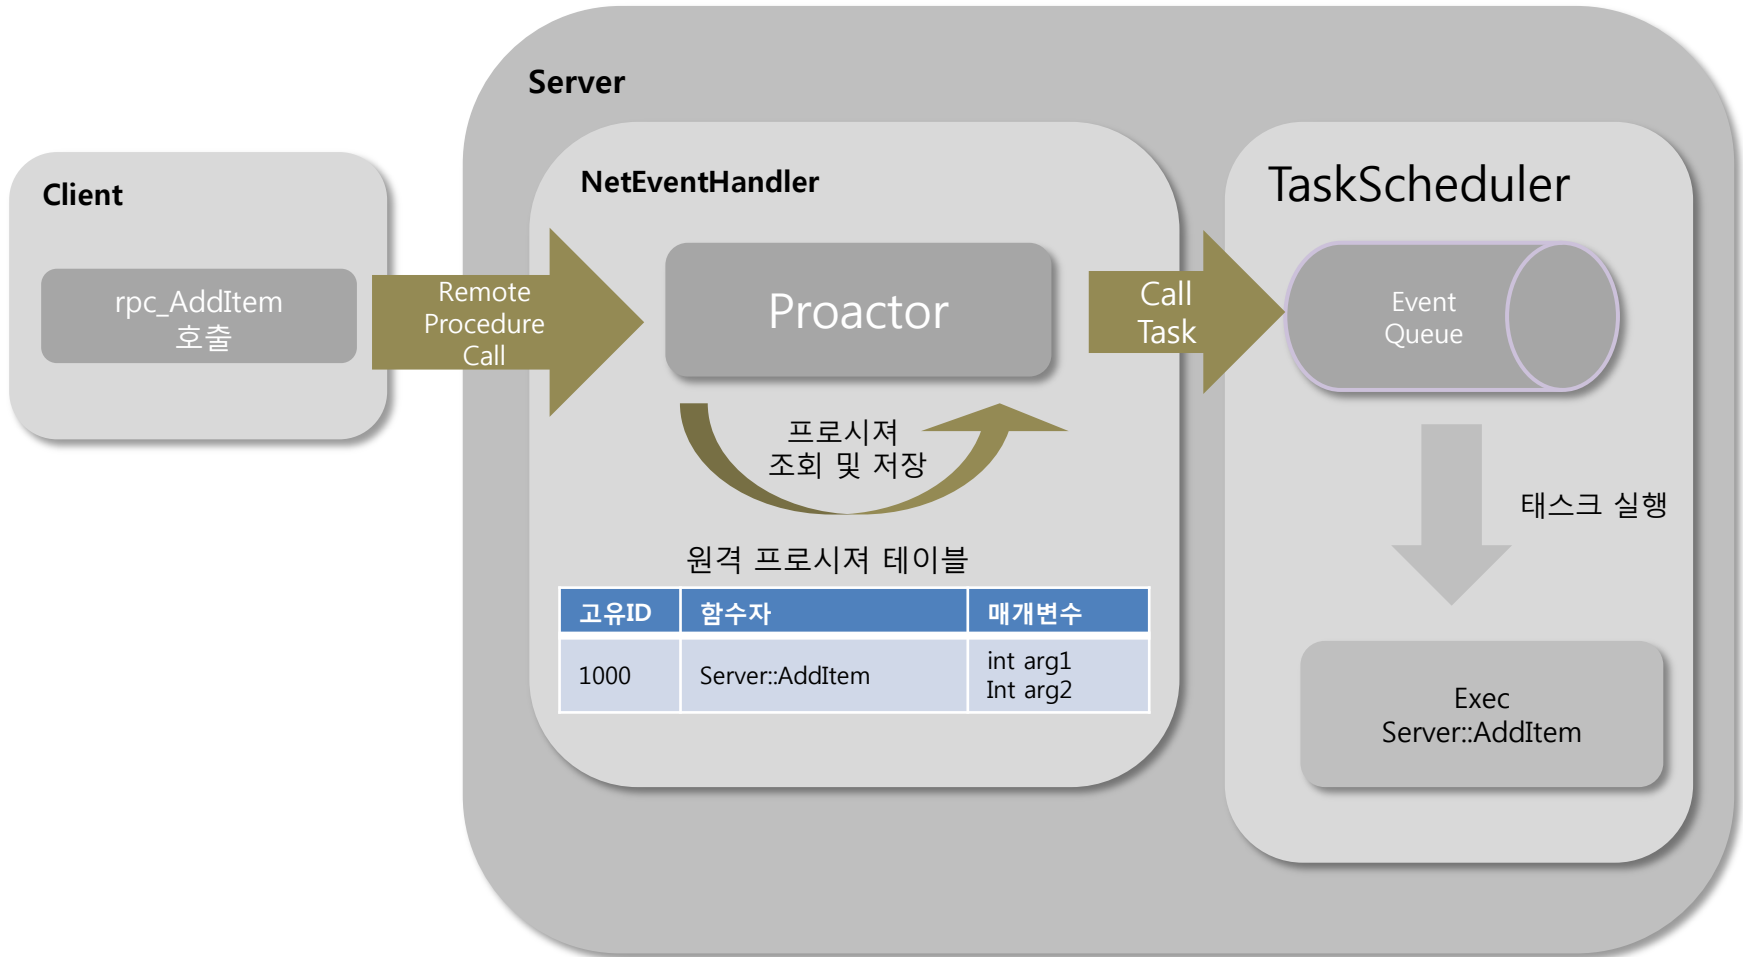 Server
Client
NetEventHandler
TaskScheduler
rpc_AddItem
호출
Remote
Procedure
Call
Proactor
Call
Task
Event
Queue
프로시져
조회 및 저장
태스크 실행
원격 프로시져 테이블
고유ID 함수자 매개변수
1000 Server::AddItem int arg1
Int arg2
Exec
Server::AddItem